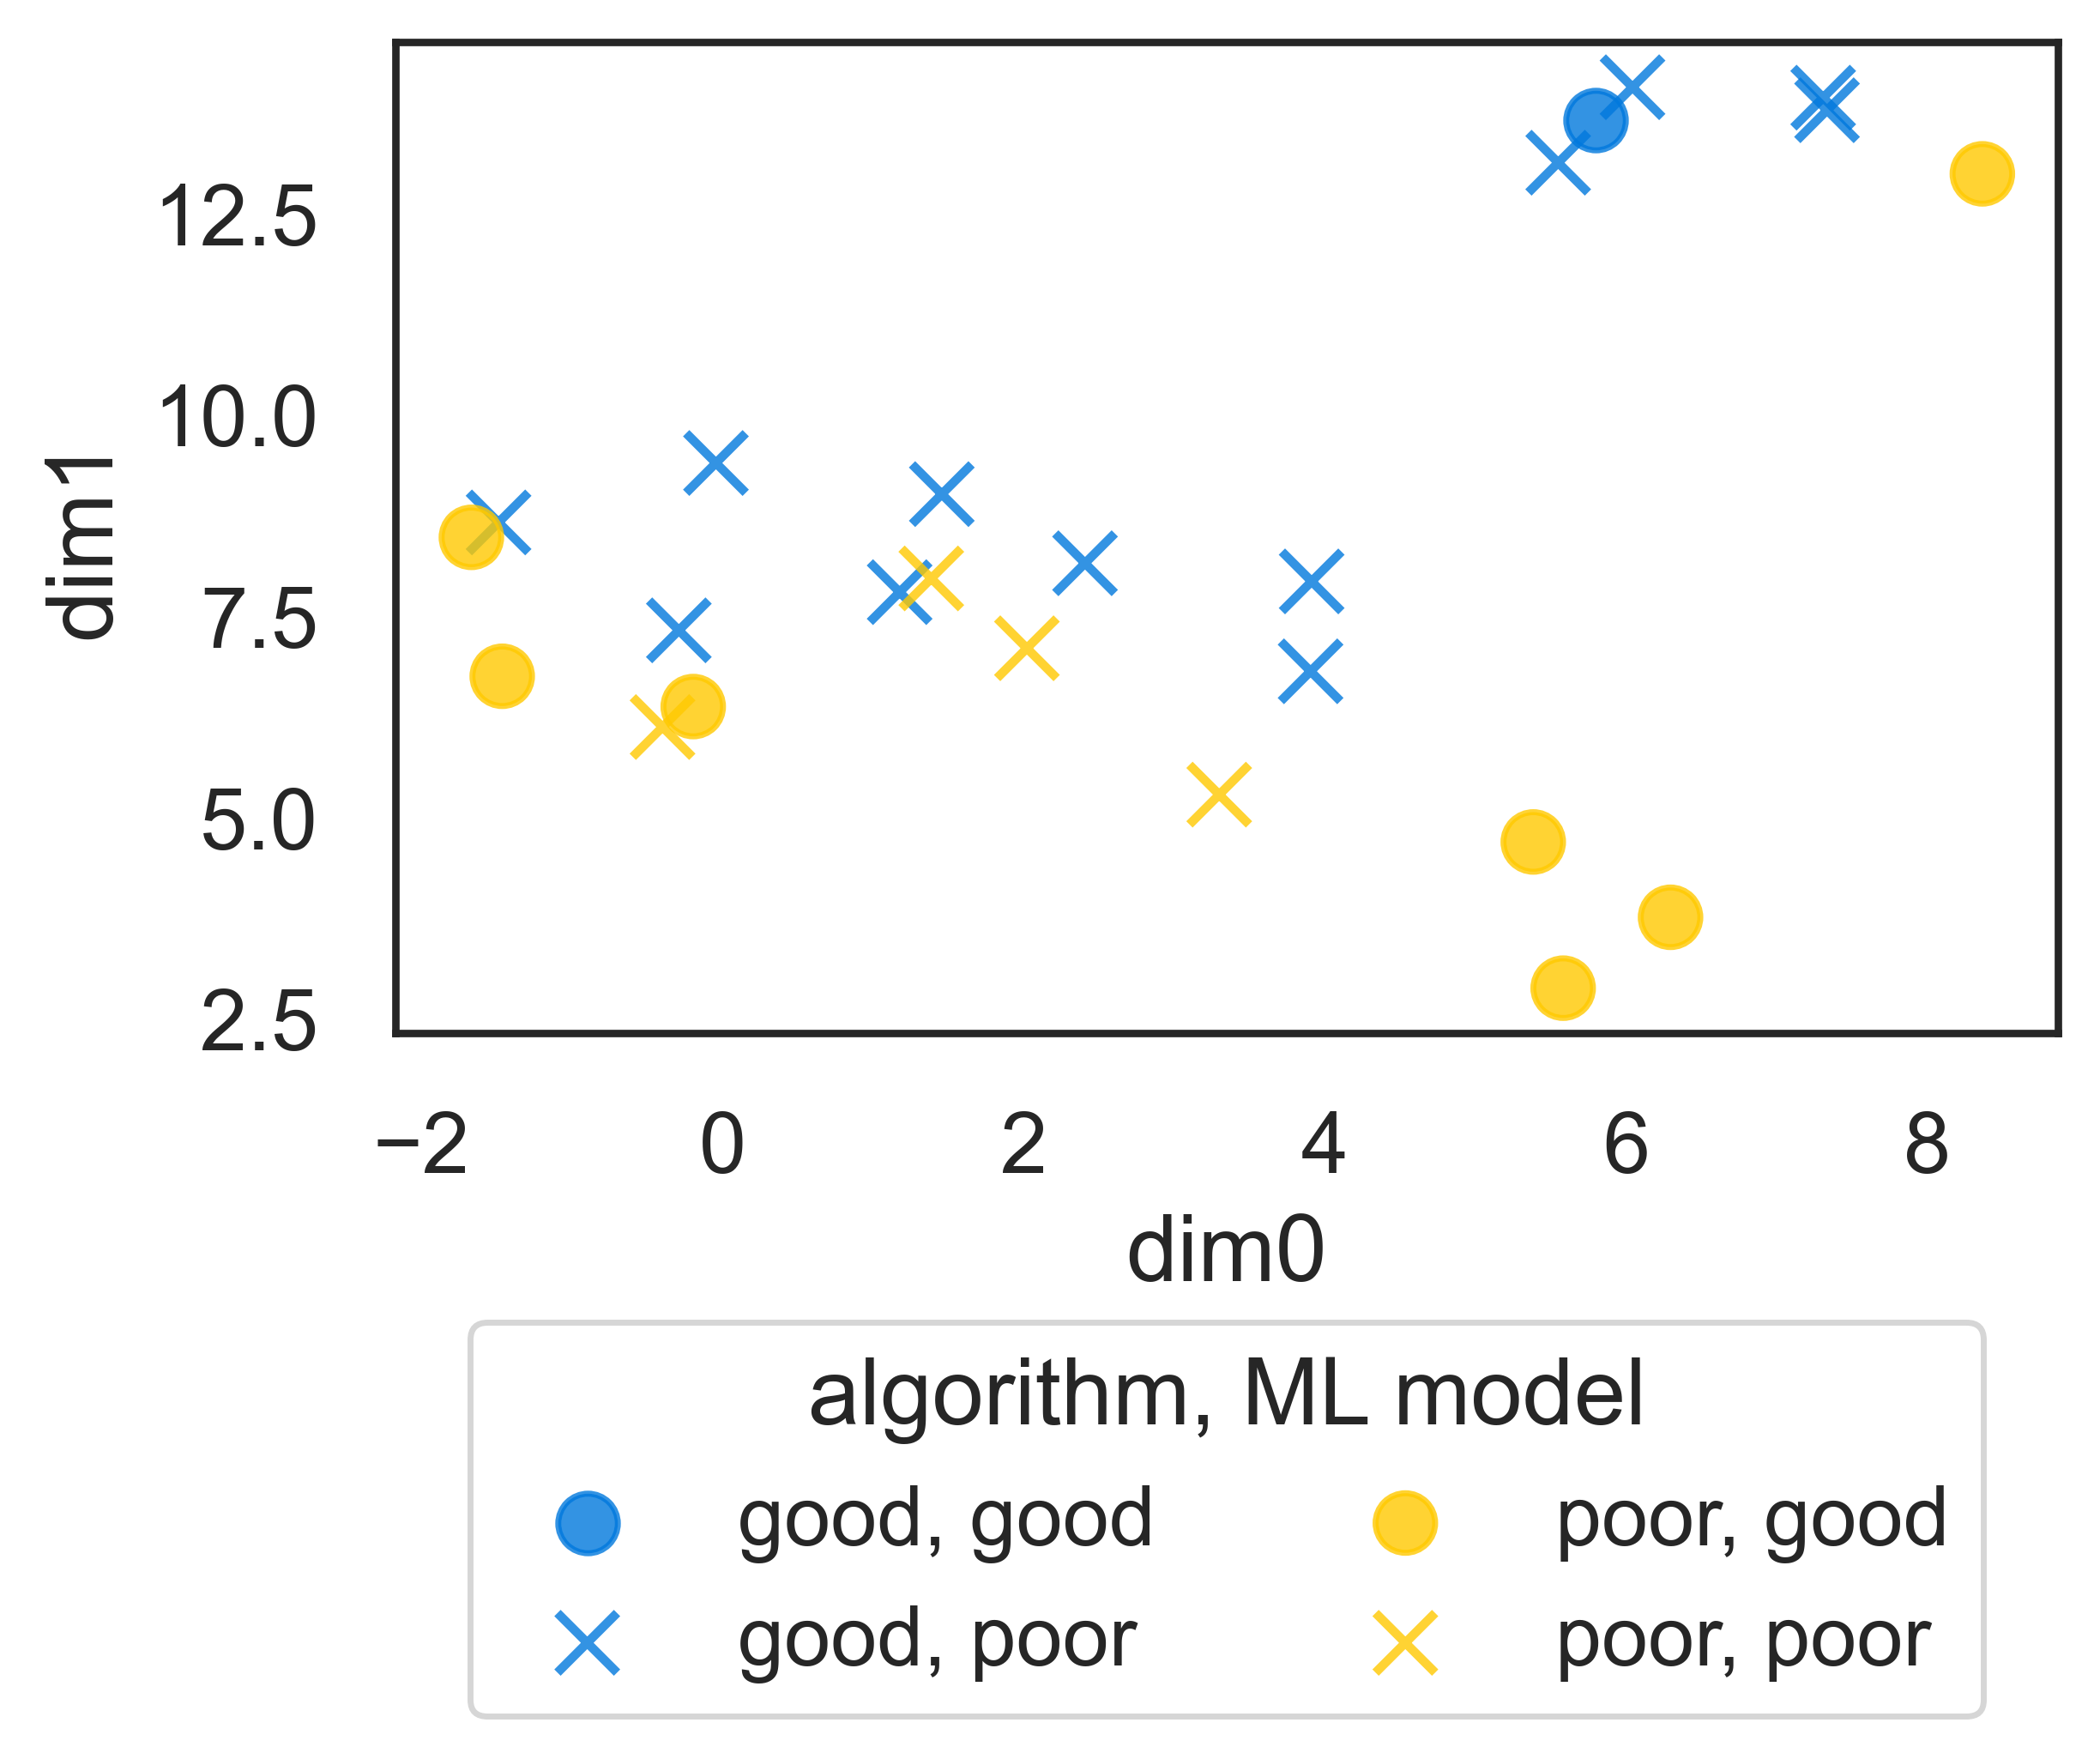 dim1
12.5
10.0
7.5
5.0
2.5
−2 0 2 4 6 8
dim0
algorithm, ML model
good, good poor, good
good, poor poor, poor